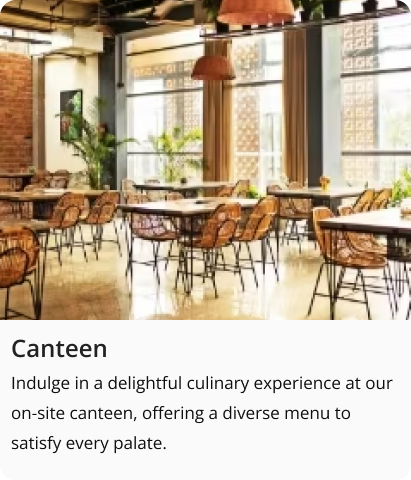 Canteen
Indulge in a delightful culinary experience at our
on-site canteen, offering a diverse menu to
satisfy every palate.